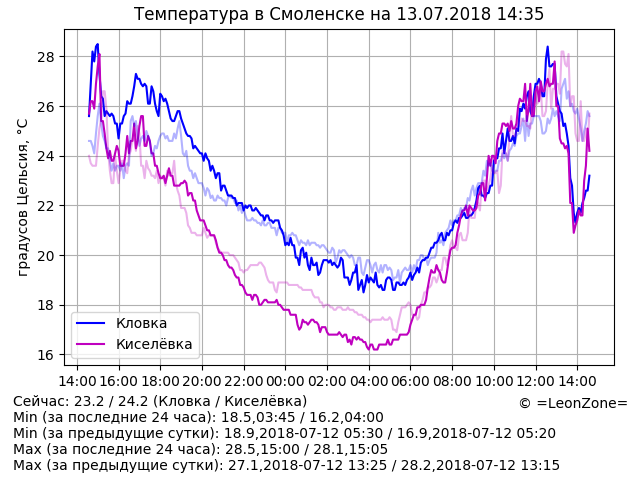 Температура в Смоленске на 13.07.2018 14:35
градусов Цельсия, °C
28
26
24
22
20
18
16
Кловка
Киселёвка
14:00 16:00 18:00 20:00 22:00 00:00 02:00 04:00 06:00 08:00 10:00 12:00 14:00
Сейчас: 23.2 / 24.2 (Кловка / Киселёвка)
© =LeonZone=
Min (за последние 24 часа): 18.5,03:45 / 16.2,04:00
Min (за предыдущие сутки): 18.9,2018-07-12 05:30 / 16.9,2018-07-12 05:20
Max (за последние 24 часа): 28.5,15:00 / 28.1,15:05
Max (за предыдущие сутки): 27.1,2018-07-12 13:25 / 28.2,2018-07-12 13:15